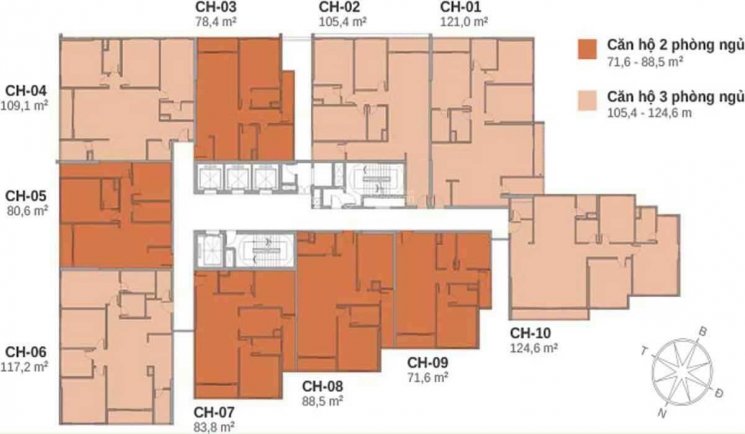 CH-03
78,4 m²
CH-02
105,4 m²
CH-01
121,0 m²
Căn hộ 2 phòng ngủ
71,6 - 88,5 m²
Căn hộ 3 phòng ngủ
105,4 - 124,6 m
CH-04
109,1 m²
CH-05
80,6 m²
CH-06
117,2 m²
CH-07
83,8 m²
CH-08
88,5 m²
CH-09
71,6 m²
CH-10
124,6 m²
B
T
Đ
N